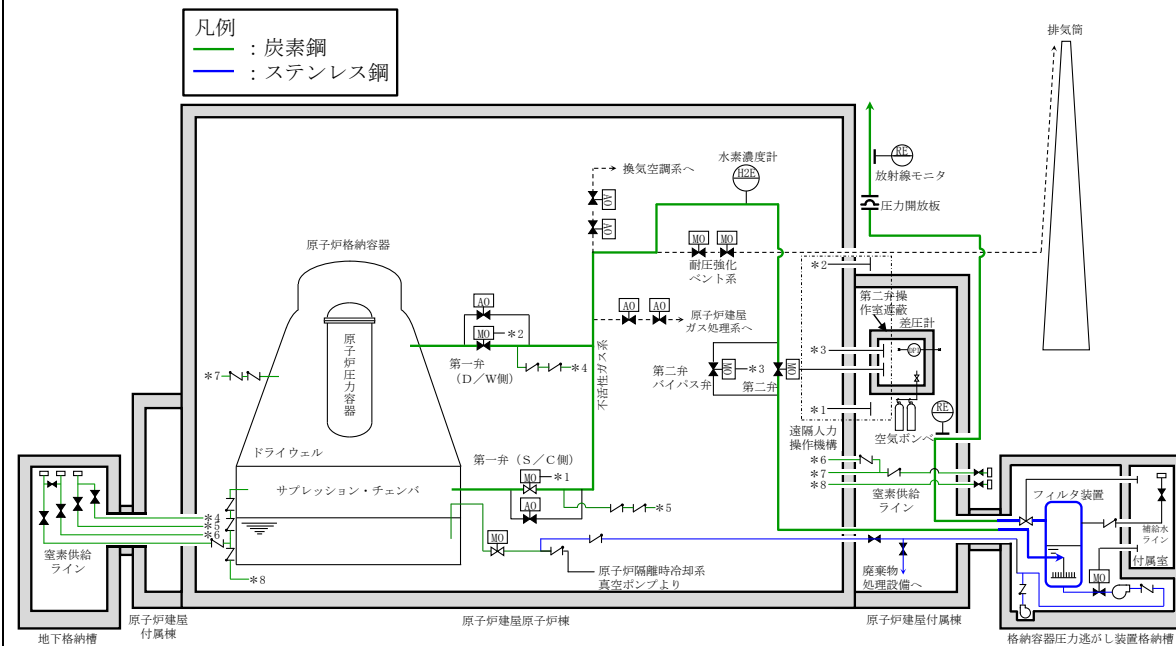 凡例
：炭素鋼
：ステンレス鋼
排気筒
水素濃度計
H2E
RE
放射線モニタ
換気空調系へ
AO
AO
圧力開放板
原子炉格納容器
MO
MO
耐圧強化
ベント系
*2
第二弁操
作室遮蔽
差圧計
DPI
AO
MO
*2
AO
AO
原子炉建屋
ガス処理系へ
原子炉圧力容器
第一弁
（D／W側）
*4
不活性ガス系
*3
第二弁
バイパス弁
MO
*3
第二弁
MO
*7
*1
遠隔人力
操作機構
空気ボンベ
RE
ドライウェル
第一弁（S／C側）
MO
*1
AO
*5
サプレッション・チェンバ
*6
*7
*8
窒素供給
ライン
フィルタ装置
補給水
ライン
付属室
*4
*5
*6
窒素供給
ライン
*8
MO
原子炉隔離時冷却系
真空ポンプより
廃棄物
処理設備へ
MO
地下格納槽
原子炉建屋
付属棟
原子炉建屋原子炉棟
原子炉建屋付属棟
格納容器圧力逃がし装置格納槽